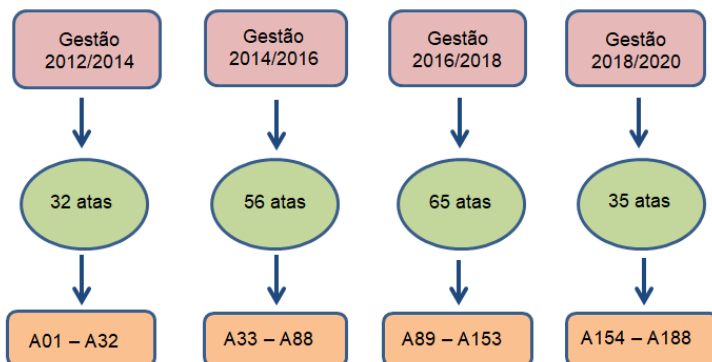 Gestão
2012/2014
Gestão
2014/2016
Gestão
2016/2018
Gestão
2018/2020
32 atas
56 atas
65 atas
35 atas
A01 – A32
A33 – A88
A89 – A153
A154 – A188